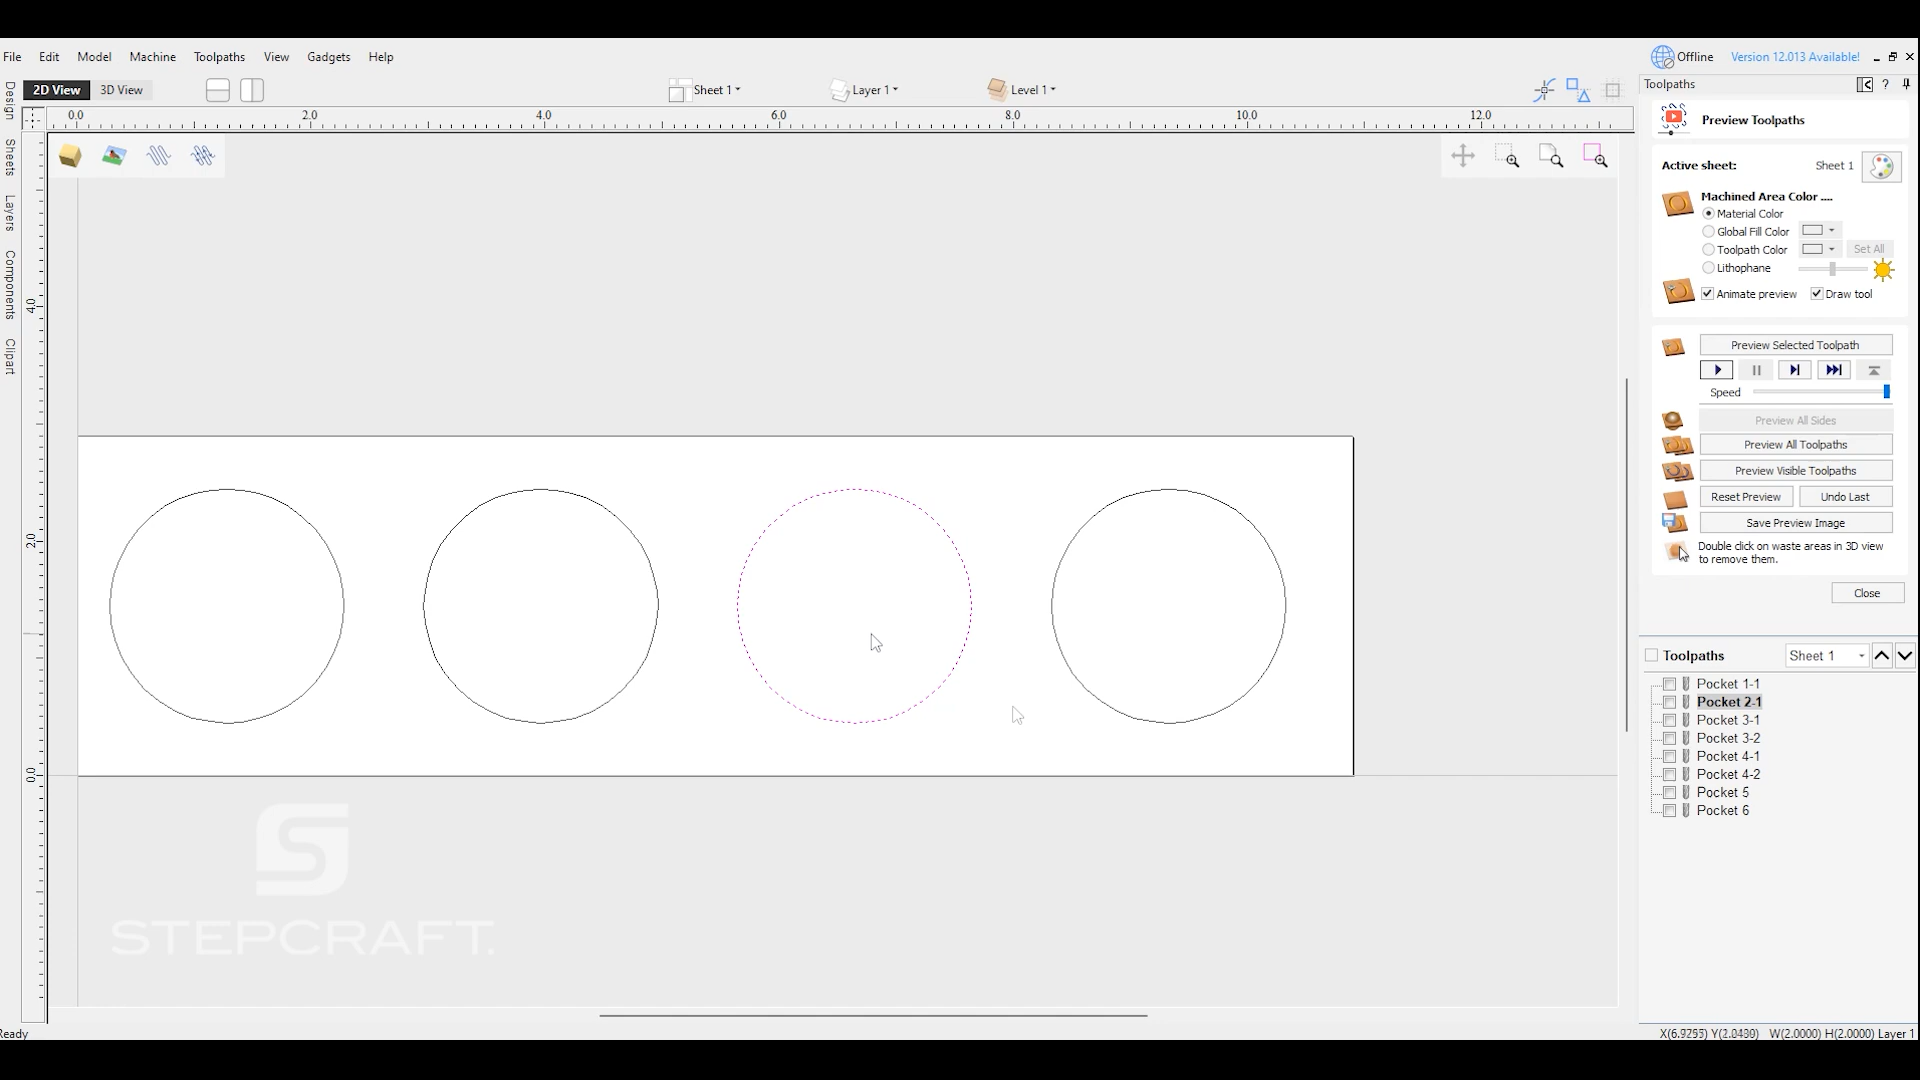 File Edit Model Machine Toolpaths View Gadgets Help
Offline Version 12.013 Available!
Toolpaths
2D View 3D View
Sheet 1 Layer 1 Level 1
Design
Sheets
Layers
Components
Clipart
0.0 2.0 4.0 6.0 8.0 10.0 12.0
4.0
2.0
0.0
Preview Toolpaths
Active sheet: Sheet 1
Machined Area Color ....
Material Color
Global Fill Color
Toolpath Color Set All
Lithophane
Animate preview Draw tool
Preview Selected Toolpath
Speed
Preview All Sides
Preview All Toolpaths
Preview Visible Toolpaths
Reset Preview Undo Last
Save Preview Image
Double click on waste areas in 3D view
to remove them.
Close
Toolpaths Sheet 1
Pocket 1-1
Pocket 2-1
Pocket 3-1
Pocket 3-2
Pocket 4-1
Pocket 4-2
Pocket 5
Pocket 6
STEPCRAFT.
Ready
W(2.0000) H(2.0000) Layer 1